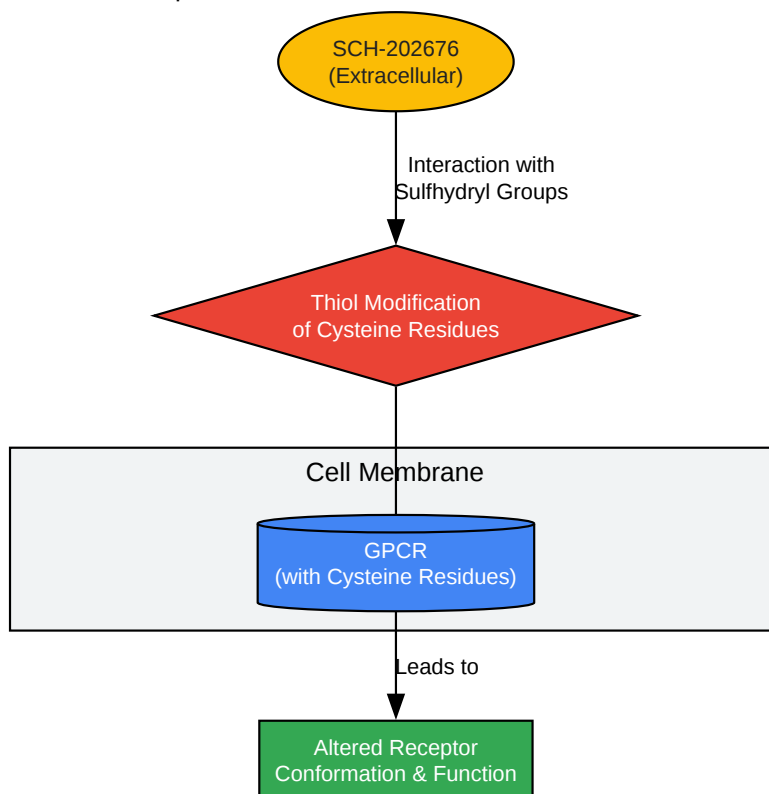 SCH-202676
(Extracellular)
Interaction with
Sulfhydryl Groups
Thiol Modification
of Cysteine Residues
Cell Membrane
GPCR
(with Cysteine Residues)
Leads to
Altered Receptor
Conformation & Function